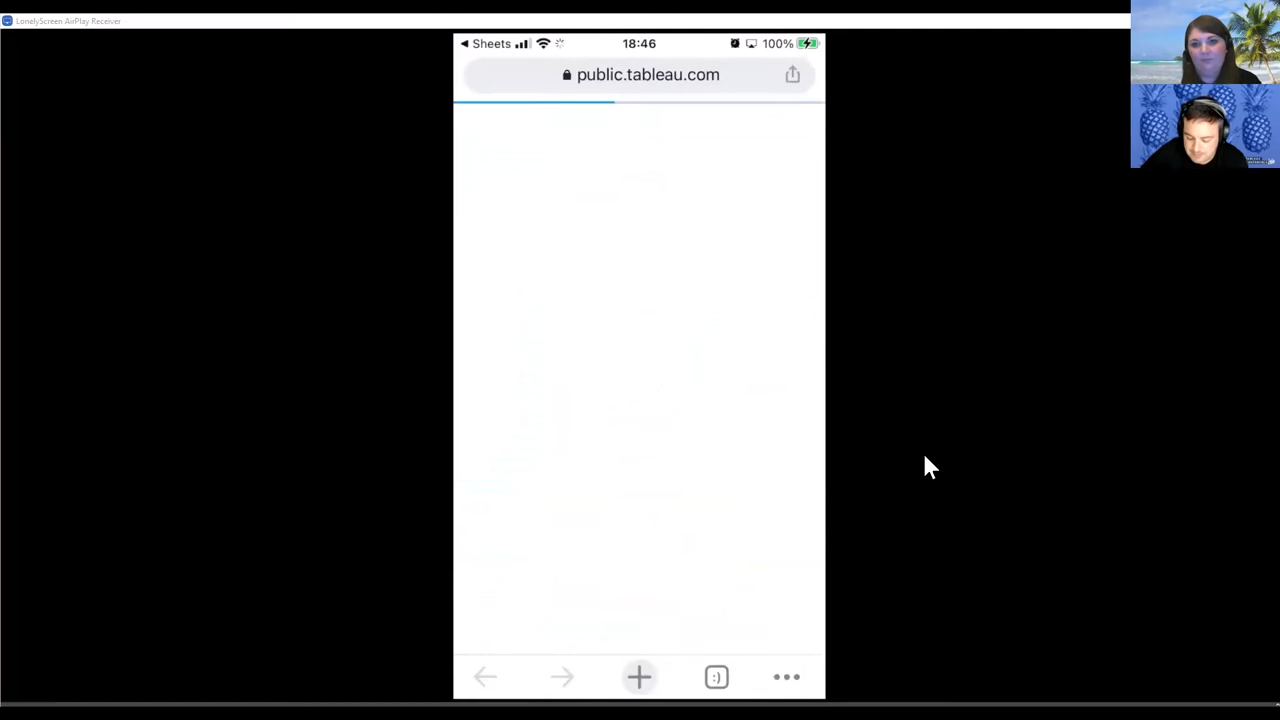 LonelyScreen AirPlay Receiver
Sheets
18:46
100%
public.tableau.com
:)